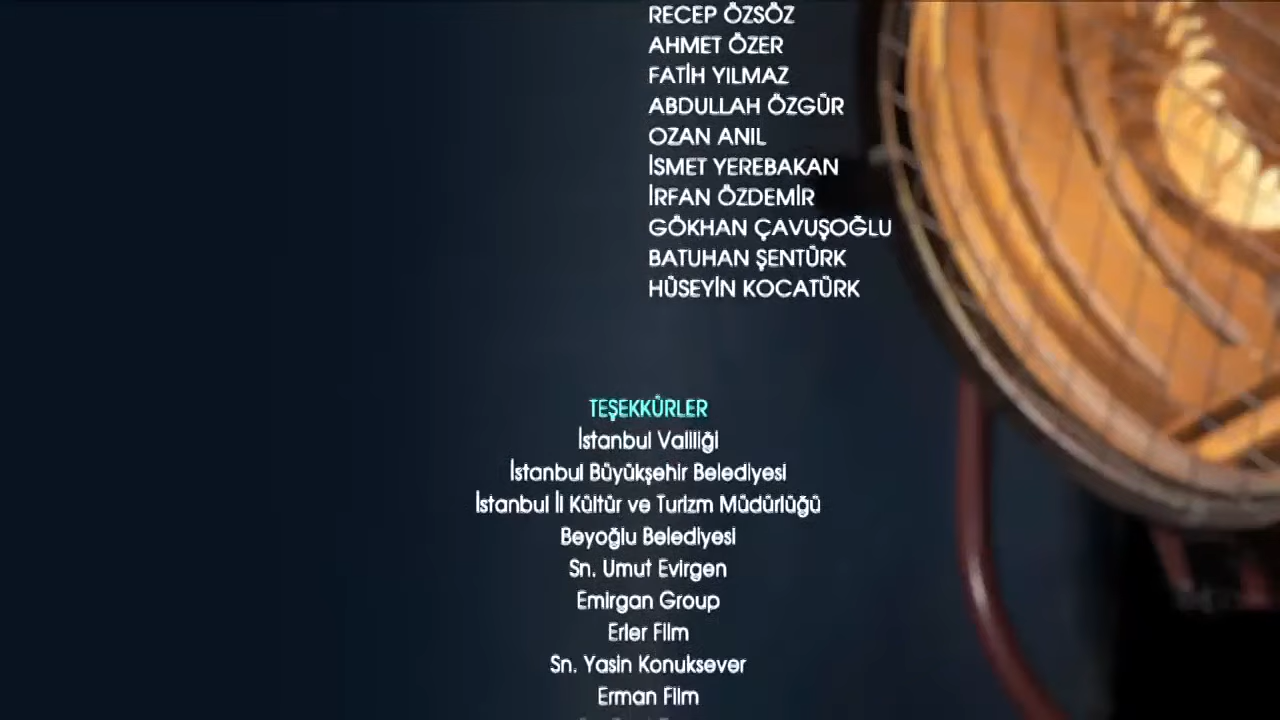 RECEP ÖZSÖZ
AHMET ÖZER
FATİH YILMAZ
ABDULLAH ÖZGÜR
OZAN ANIL
İSMET YEREBAKAN
İRFAN ÖZDEMİR
GÖKHAN ÇAVUŞOĞLU
BATUHAN ŞENTÜRK
HÜSEYİN KOCATÜRK
TEŞEKKÜRLER
İstanbul Valiliği
İstanbul Büyükşehir Belediyesi
İstanbul İl Kültür ve Turizm Müdürlüğü
Beyoğlu Belediyesi
Sn. Umut Evirgen
Emirgan Group
Erler Film
Sn. Yasin Konuksever
Erman Film